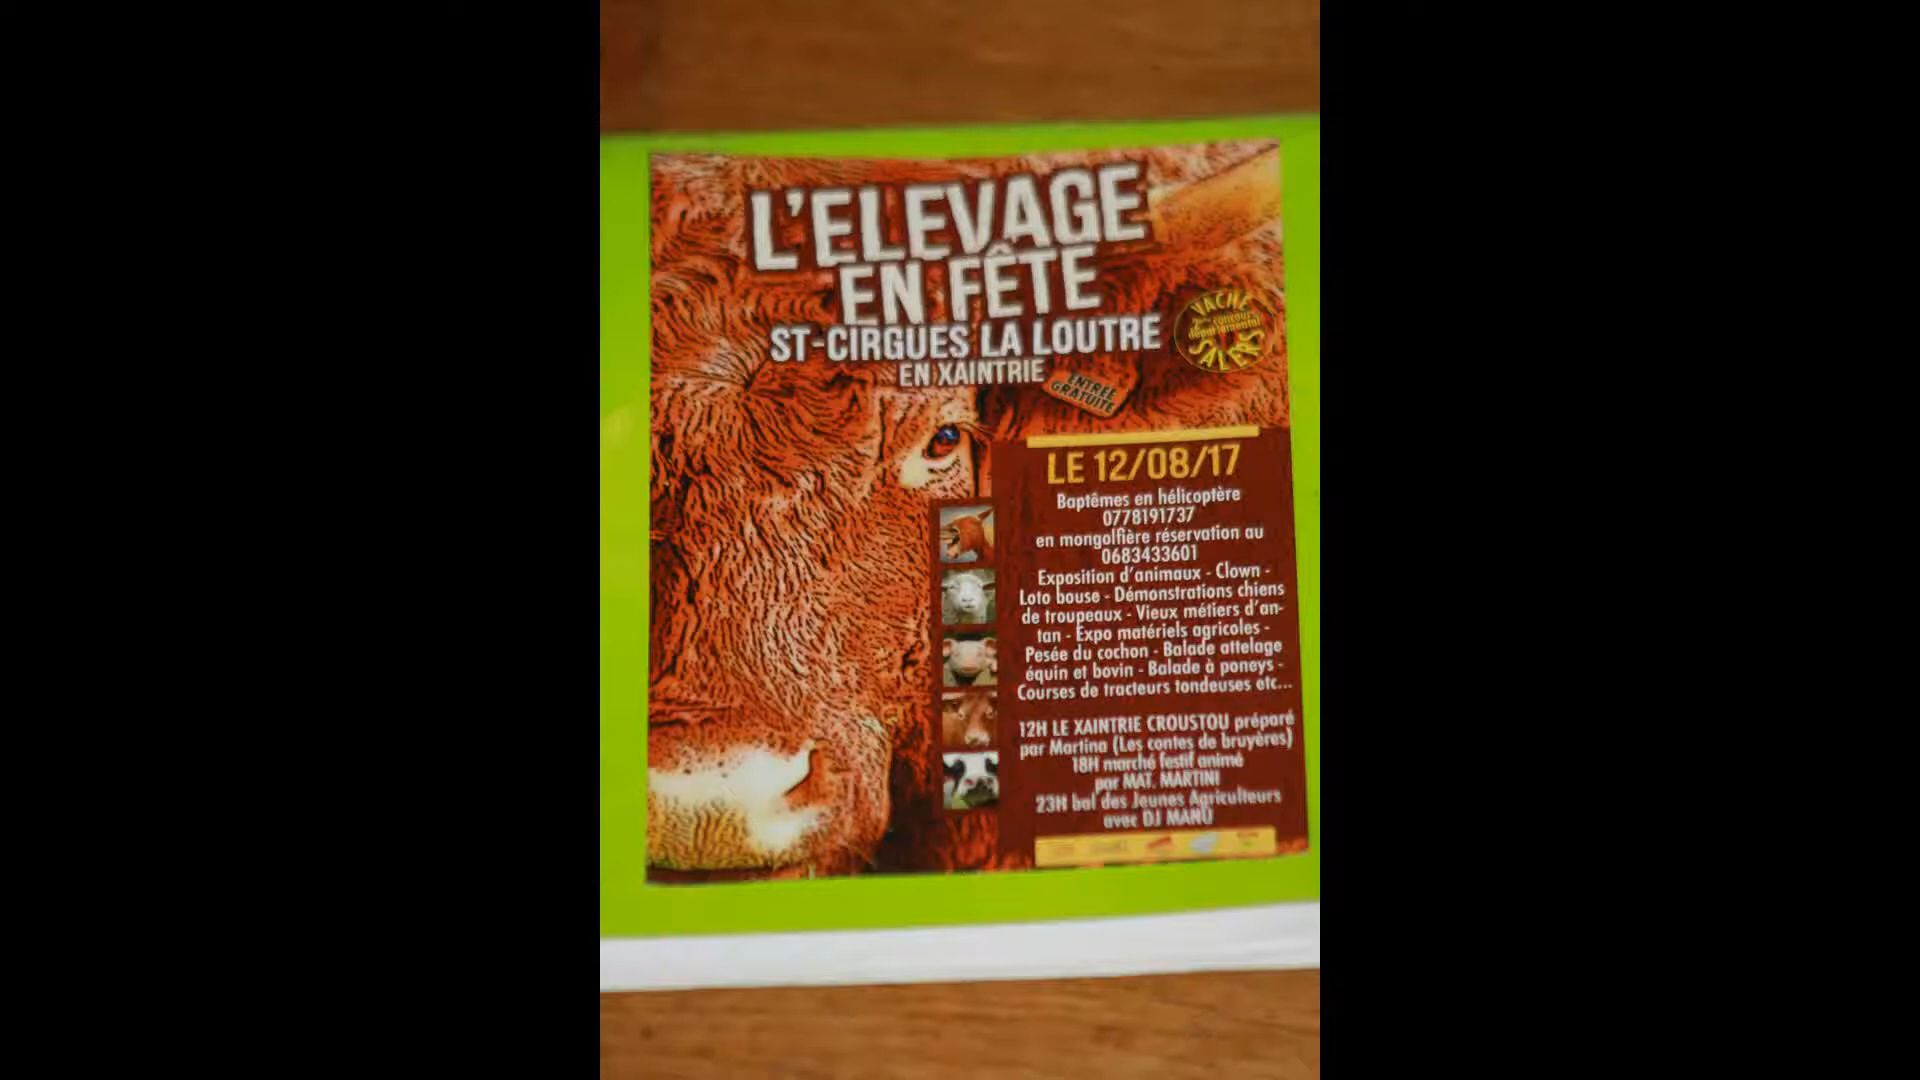 L'ELEVAGE
EN FÊTE
ST-CIRGUES LA LOUTRE
EN XAINTRIE
ENTRÉE
GRATUITE
VACHE
concours
départemental
SALERS
LE 12/08/17
Baptêmes en hélicoptère
0778191737
en mongolfière réservation au
0683433601
Exposition d'animaux - Clown -
Loto bouse - Démonstrations chiens
de troupeaux - Vieux métiers d'an-
tan - Expo matériels agricoles -
Pesée du cochon - Balade attelage
équin et bovin - Balade à poneys -
Courses de tracteurs tondeuses etc...
12H LE XAINTRIE CROUSTOU préparé
par Martina (Les contes de bruyères)
18H marché festif animé
par MAT. MARTINI
23H bal des Jeunes Agriculteurs
avec DJ MANU